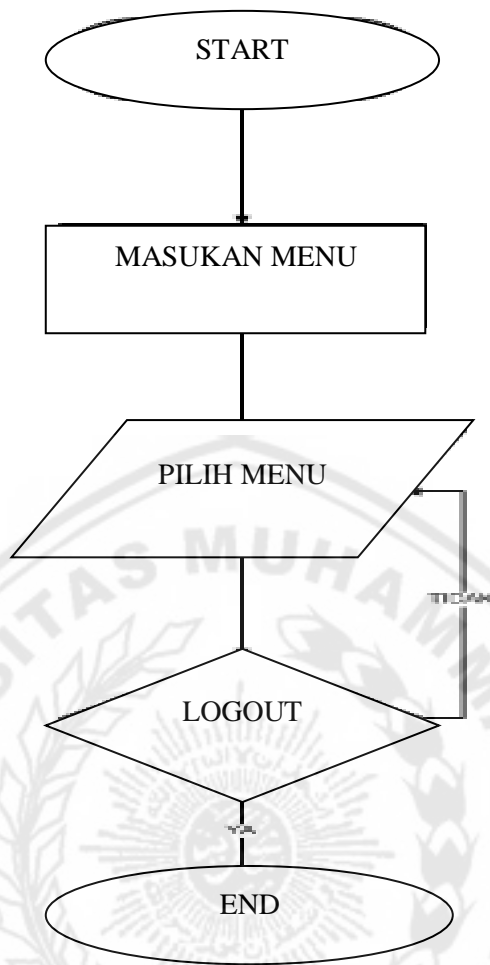 START
MASUKAN MENU
PILIH MENU
TIDAK
LOGOUT
YA
END